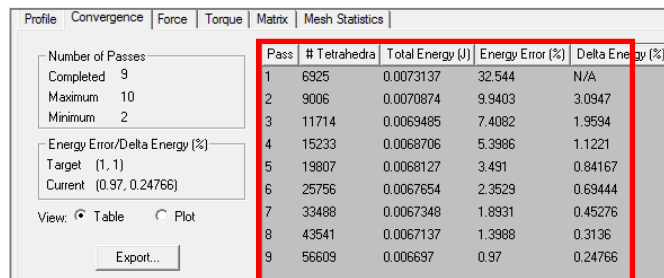 Profile Convergence Force Torque Matrix Mesh Statistics
Number of Passes
Completed 9
Maximum 10
Minimum 2
Energy Error/Delta Energy (%)
Target (1, 1)
Current (0.97, 0.24766)
View: Table Plot
Export...
Pass # Tetrahedra Total Energy (J) Energy Error (%) Delta Energy (%)
1 6925 0.0073137 32.544 N/A
2 9006 0.0070874 9.9403 3.0947
3 11714 0.0069485 7.4082 1.9594
4 15233 0.0068706 5.3986 1.1221
5 19807 0.0068127 3.491 0.84167
6 25756 0.0067654 2.3529 0.69444
7 33488 0.0067348 1.8931 0.45276
8 43541 0.0067137 1.3988 0.3136
9 56609 0.006697 0.97 0.24766